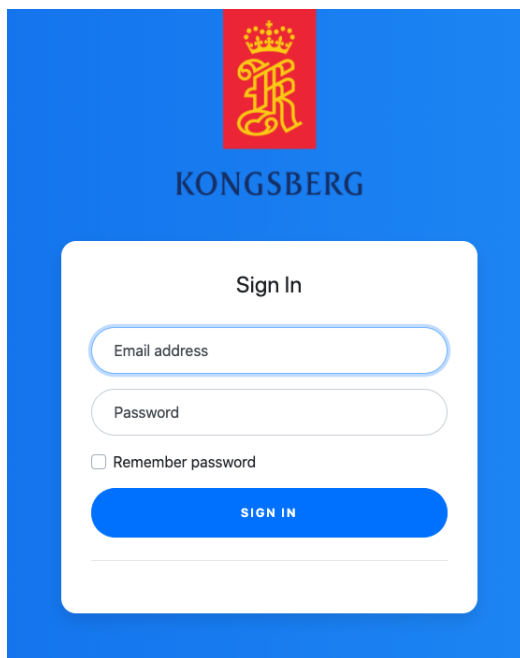 KONGSBERG
Sign In
Email address
Password
Remember password
SIGN IN